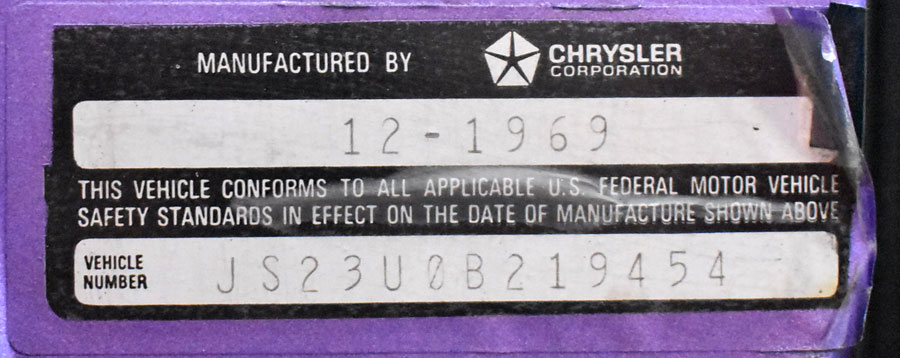 MANUFACTURED BY CHRYSLER CORPORATION
12-1969
THIS VEHICLE CONFORMS TO ALL APPLICABLE U.S. FEDERAL MOTOR VEHICLE
SAFETY STANDARDS IN EFFECT ON THE DATE OF MANUFACTURE SHOWN ABOVE
VEHICLE NUMBER JS23U0B219454